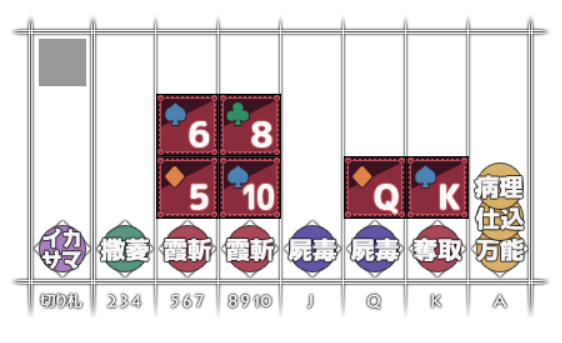 6 8
5 10 Q K
病理
仕込
イカサマ 撒菱 霞斬 霞斬 屍毒 屍毒 奪取 万能
切り札 234 567 8910 J Q K A